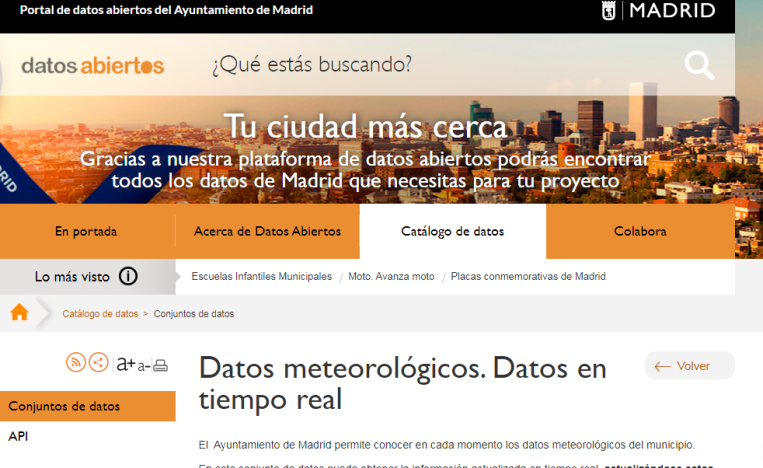 Portal de datos abiertos del Ayuntamiento de Madrid
MADRID
datos abiertos
¿Qué estás buscando?
Tu ciudad más cerca
Gracias a nuestra plataforma de datos abiertos podrás encontrar
todos los datos de Madrid que necesitas para tu proyecto
En portada
Acerca de Datos Abiertos
Catálogo de datos
Colabora
Lo más visto
Escuelas Infantiles Municipales / Moto. Avanza moto / Placas conmemorativas de Madrid
Catálogo de datos > Conjuntos de datos
a+ a-
Datos meteorológicos. Datos en
tiempo real
Volver
Conjuntos de datos
API
El Ayuntamiento de Madrid permite conocer en cada momento los datos meteorológicos del municipio.
En este conjunto de datos puede obtener la información actualizada en tiempo real, actualizándose estos